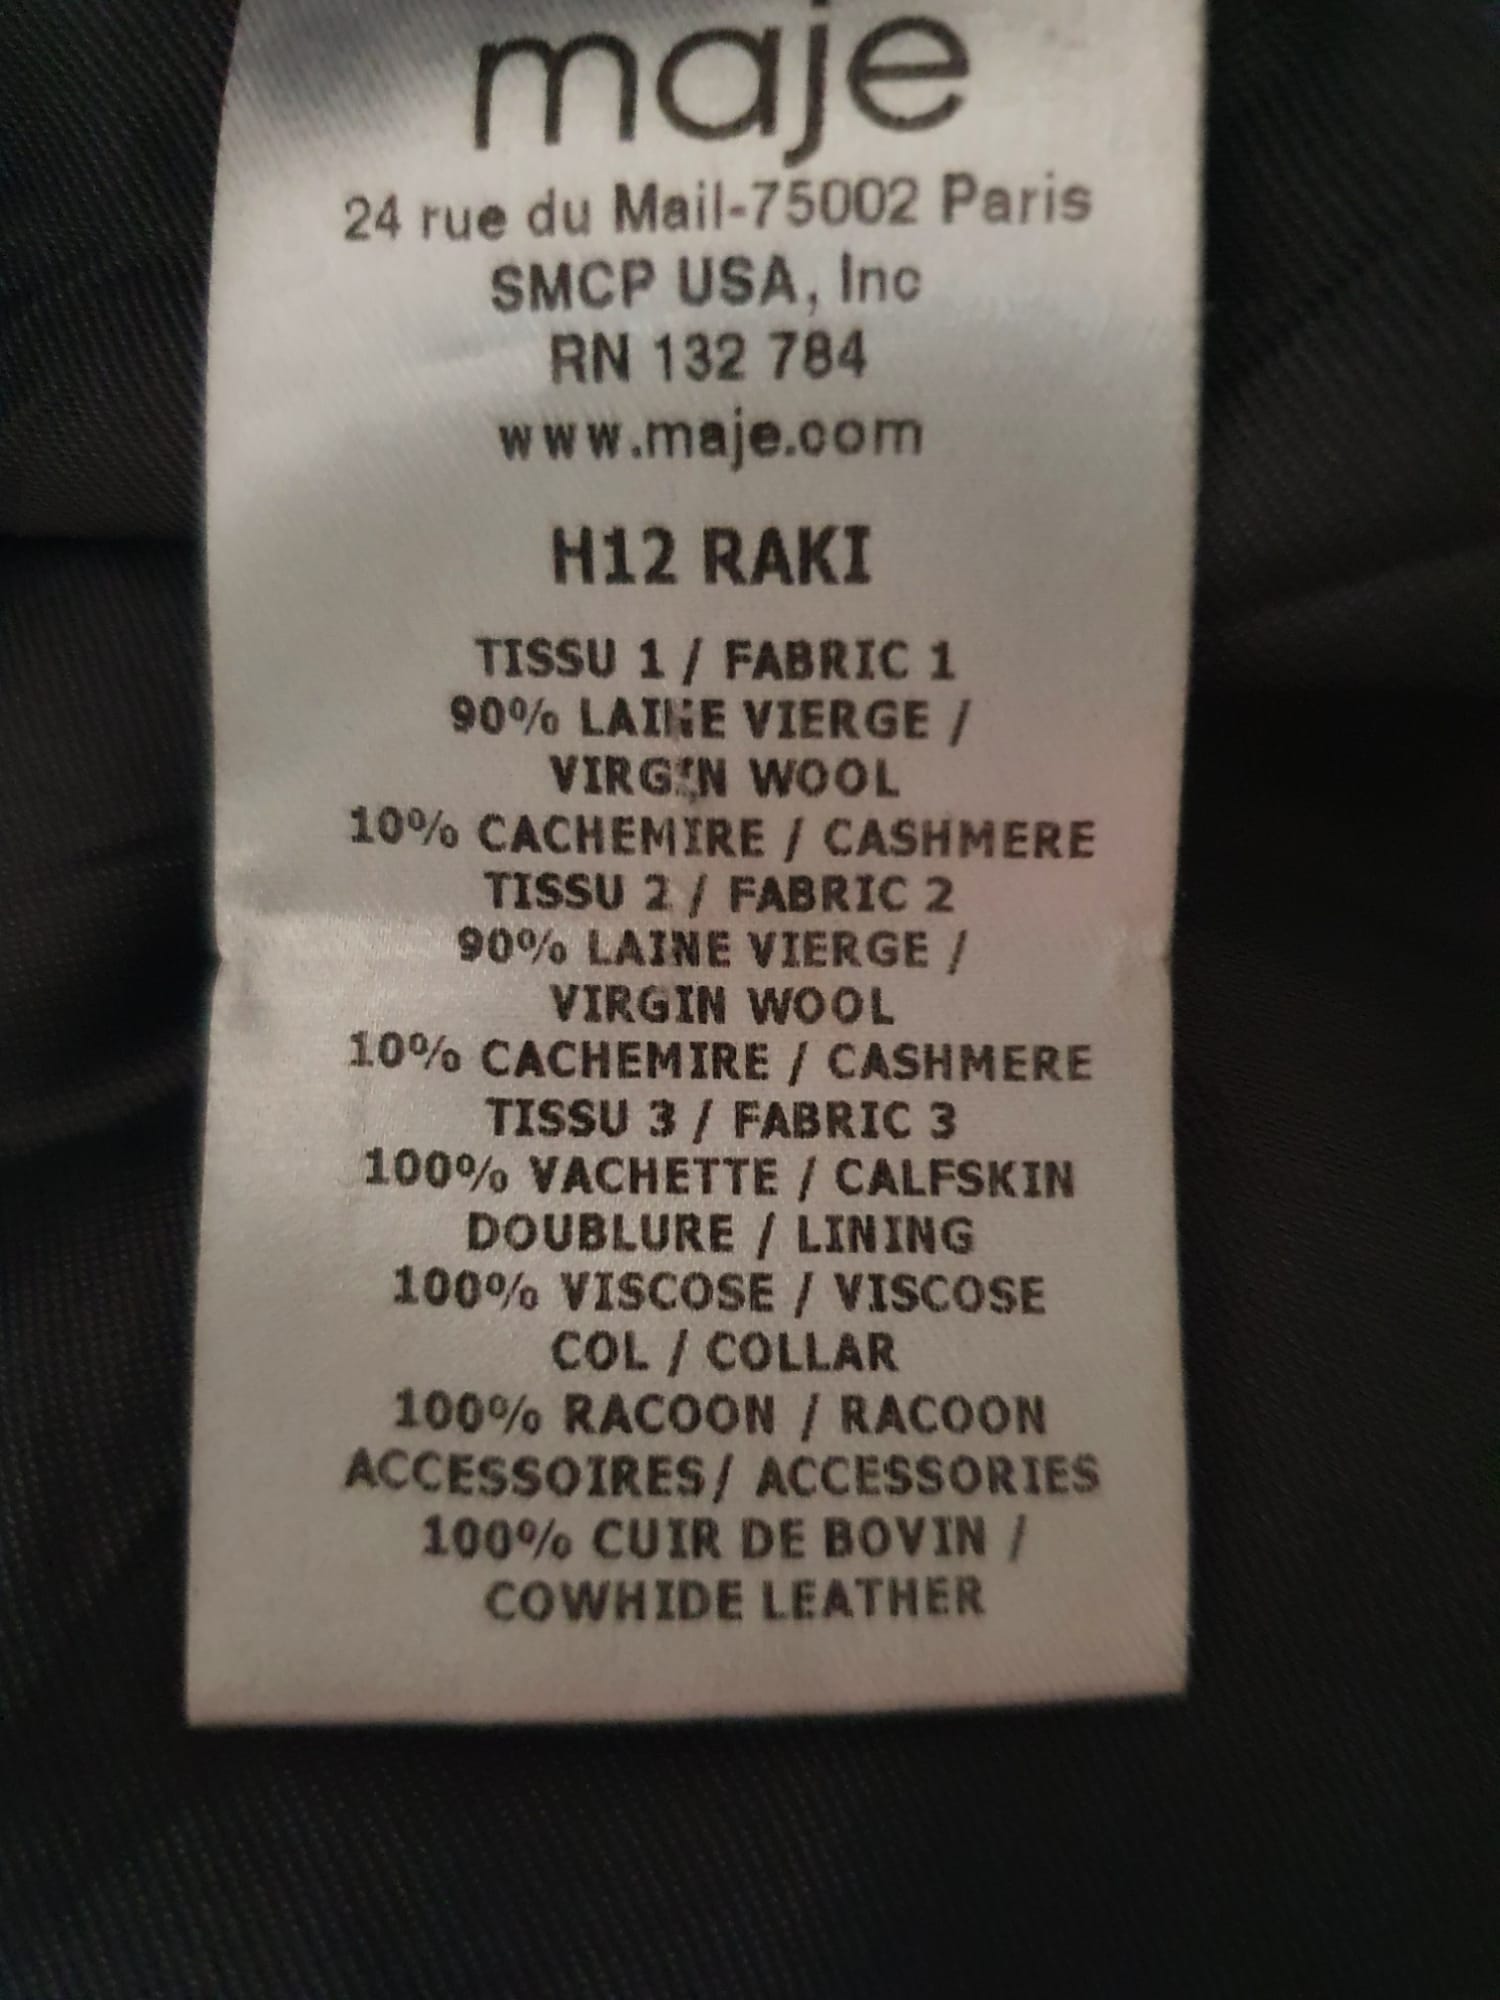 maje
24 rue du Mail-75002 Paris
SMCP USA, Inc
RN 132 784
www.maje.com
H12 RAKI
TISSU 1 / FABRIC 1
90% LAINE VIERGE /
VIRGIN WOOL
10% CACHEMIRE / CASHMERE
TISSU 2 / FABRIC 2
90% LAINE VIERGE /
VIRGIN WOOL
10% CACHEMIRE / CASHMERE
TISSU 3 / FABRIC 3
100% VACHETTE / CALFSKIN
DOUBLURE / LINING
100% VISCOSE / VISCOSE
COL / COLLAR
100% RACOON / RACOON
ACCESSOIRES/ ACCESSORIES
100% CUIR DE BOVIN /
COWHIDE LEATHER